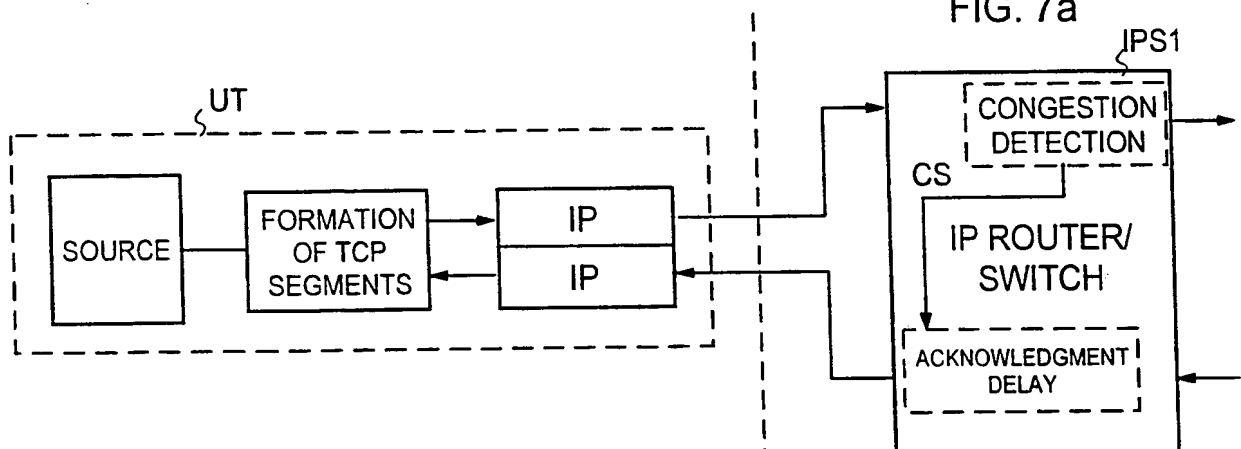 FIG. 7a
IPS1
UT
CONGESTION
DETECTION
CS
SOURCE
FORMATION
OF TCP
SEGMENTS
IP
IP
IP ROUTER/
SWITCH
ACKNOWLEDGMENT
DELAY